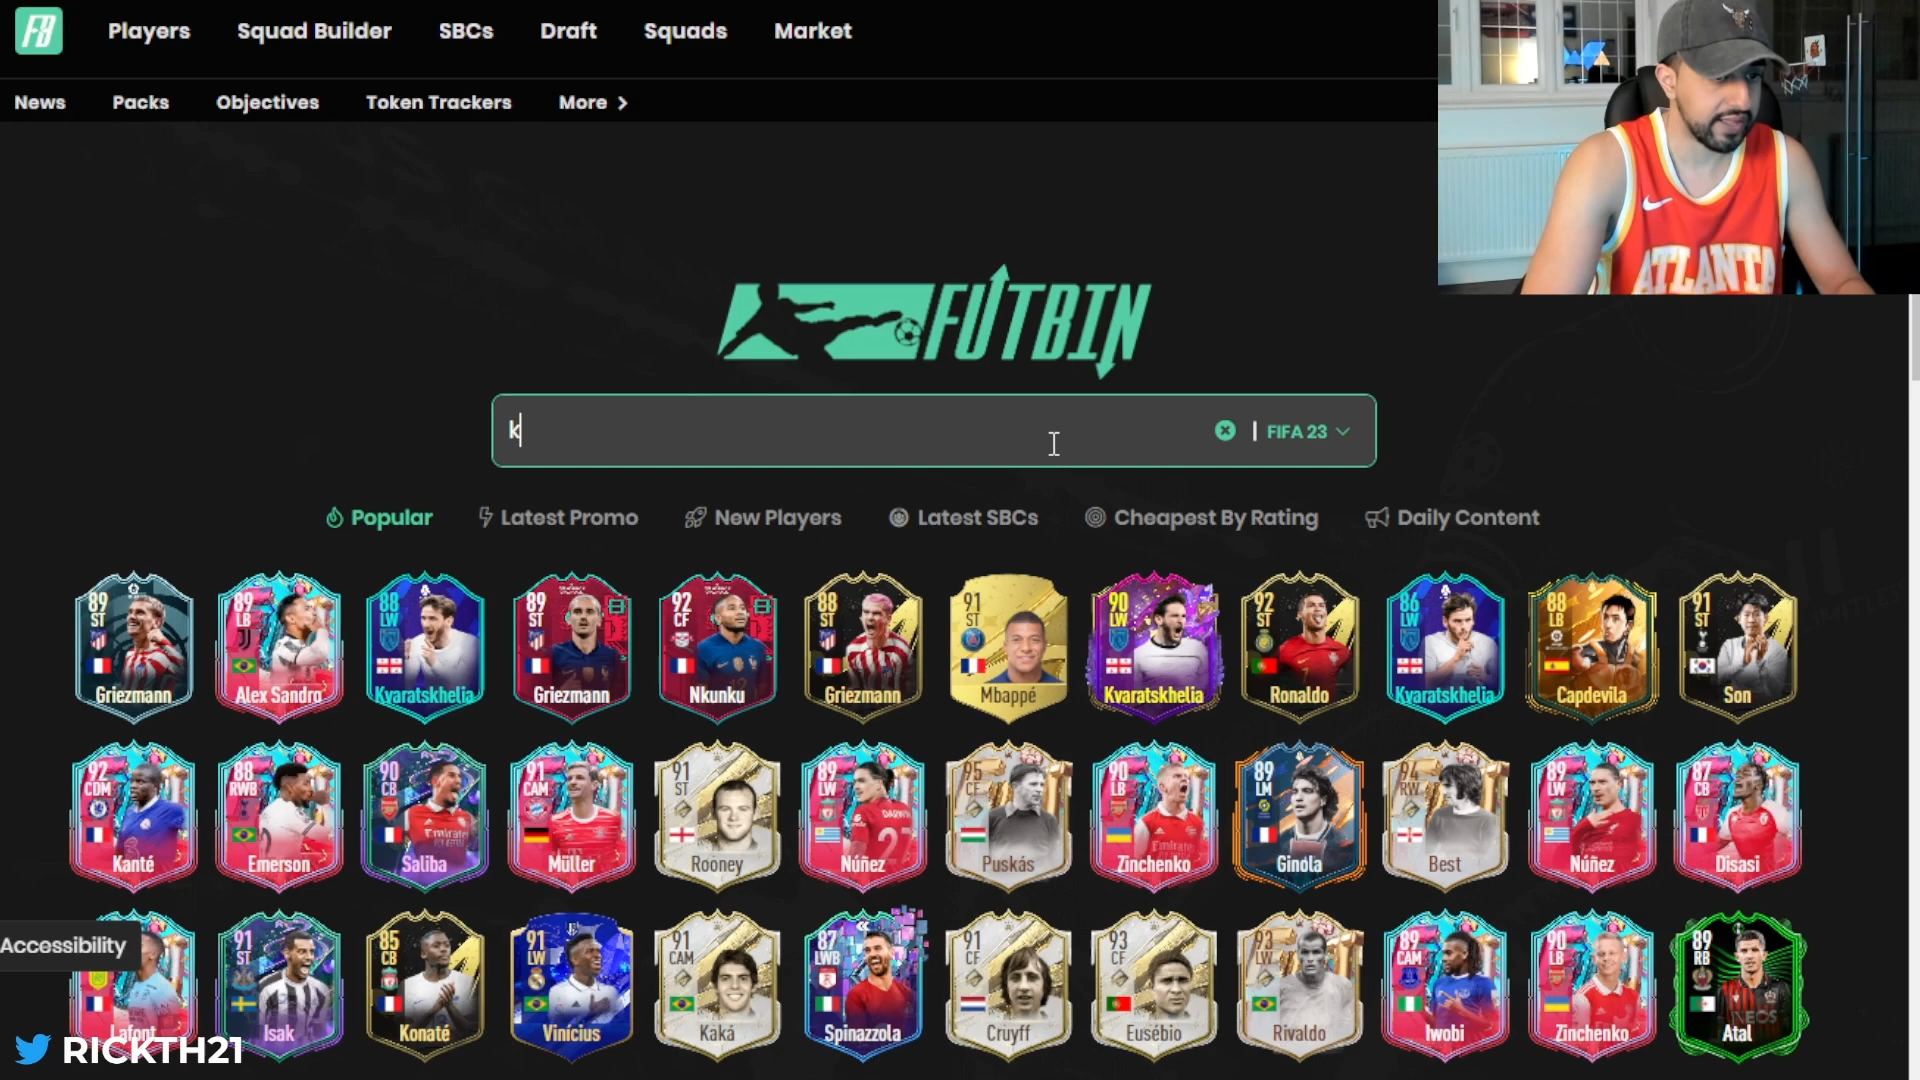 FB Players Squad Builder SBCs Draft Squads Market
News Packs Objectives Token Trackers More
ATLANTA
FUTBIN
k | FIFA 23
Popular Latest Promo New Players Latest SBCs Cheapest By Rating Daily Content
89 ST Griezmann
89 LB Alex Sandro
88 LW Kvaratskhelia
89 ST Griezmann
92 CF Nkunku
88 ST Griezmann
91 ST Mbappé
90 LW Kvaratskhelia
92 ST Ronaldo
86 LW Kvaratskhelia
88 LB Capdevila
91 ST Son
92 CDM Kanté
88 RWB Emerson
90 CB Saliba
91 CAM Müller
91 ST Rooney
89 LW Núñez
95 CF Puskás
90 LB Zinchenko
89 LM Ginola
94 RW Best
89 LW Núñez
87 CB Disasi
Accessibility
Lafont
91 ST Isak
85 CB Konaté
91 LW Vinícius
91 CAM Kaká
87 LWB Spinazzola
91 CF Cruyff
93 CF Eusébio
93 LW Rivaldo
89 CAM Iwobi
90 LB Zinchenko
89 RB Atal
RICKTH21